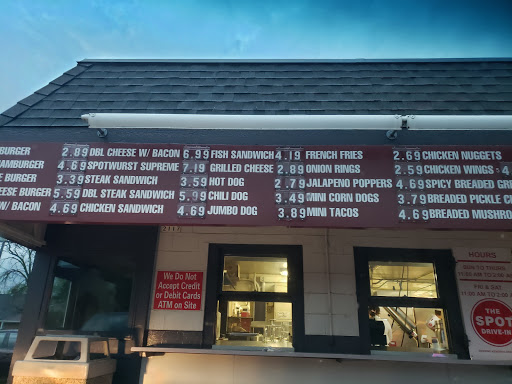 BURGER 2.89 DBL CHEESE W/ BACON 6.99 FISH SANDWICH 4.19 FRENCH FRIES 2.69 CHICKEN NUGGETS
AMBURGER 4.69 SPOTWURST SUPREME 7.19 GRILLED CHEESE 2.89 ONION RINGS 2.59 CHICKEN WINGS
E BURGER 3.39 STEAK SANDWICH 3.59 HOT DOG 2.79 JALAPENO POPPERS 4.69 SPICY BREADED GRE
EESE BURGER 5.59 DBL STEAK SANDWICH 5.99 CHILI DOG 3.49 MINI CORN DOGS 3.79 BREADED PICKLE C
W/ BACON 4.69 CHICKEN SANDWICH 4.69 JUMBO DOG 3.89 MINI TACOS 4.69 BREADED MUSHRO
2117
We Do Not
Accept Credit
or Debit Cards
ATM on Site
HOURS
FRI &
THE
SPOT
DRIVE-IN